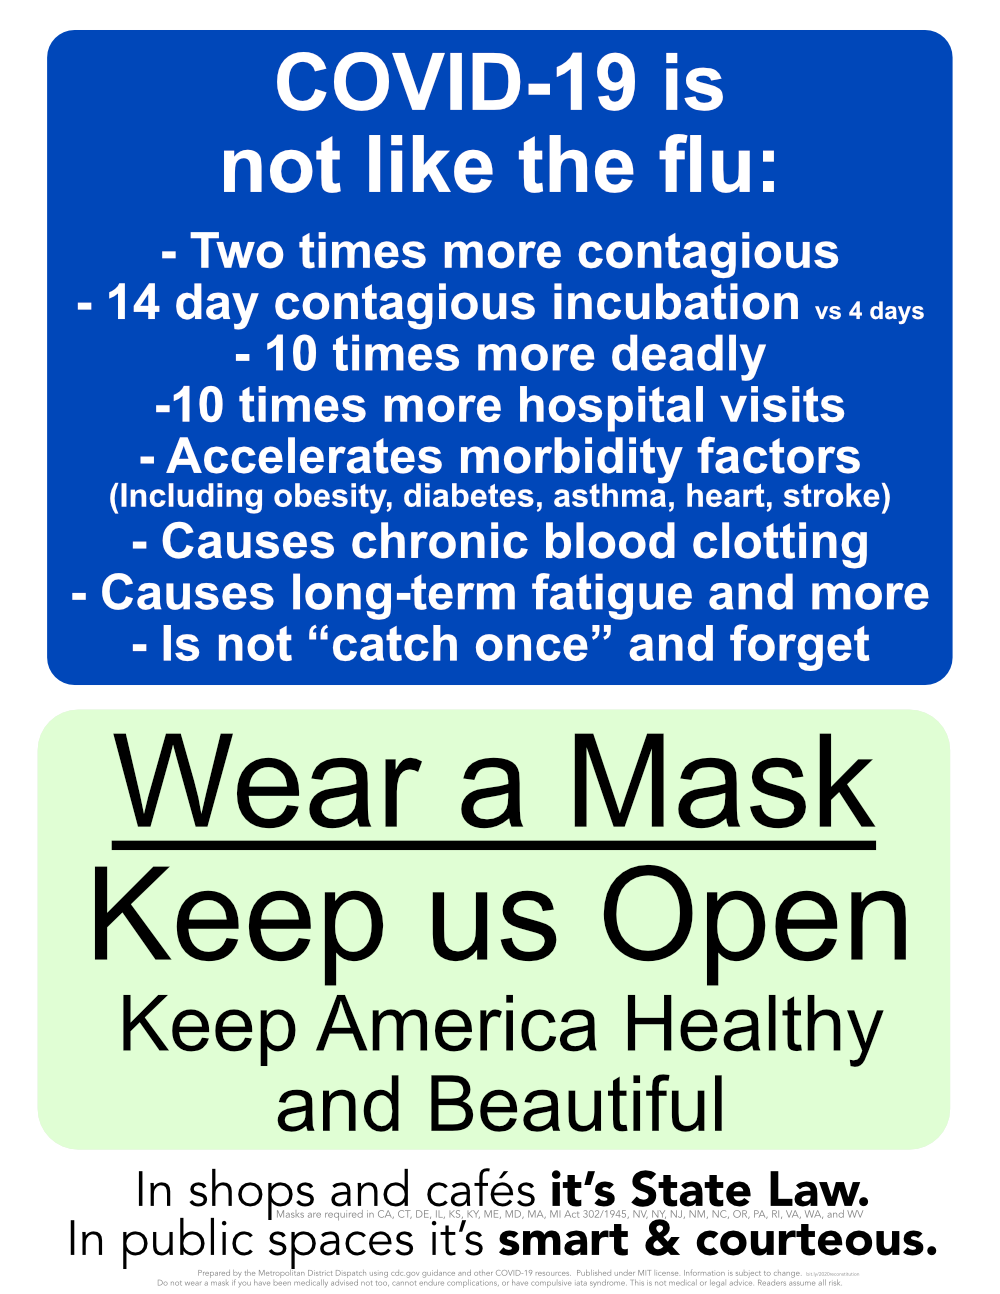 COVID-19 is
not like the flu:
- Two times more contagious
- 14 day contagious incubation vs 4 days
- 10 times more deadly
-10 times more hospital visits
- Accelerates morbidity factors
(Including obesity, diabetes, asthma, heart, stroke)
- Causes chronic blood clotting
- Causes long-term fatigue and more
- Is not “catch once” and forget
Wear a Mask
Keep us Open
Keep America Healthy
and Beautiful
In shops and cafés it’s State Law.
Masks are required in CA, CT, DE, IL, KS, KY, ME, MD, MA, MI Act 302/1945, NV, NY, NJ, NM, NC, OR, PA, RI, VA, WA, and WV
In public spaces it’s smart & courteous.
Prepared by the Metropolitan District Dispatch using cdc.gov guidance and other COVID-19 resources. Published under MIT license. Information is subject to change.
Do not wear a mask if you have been medically advised not too, cannot endure complications, or have compulsive iata syndrome. This is not medical or legal advice. Readers assume all risk.